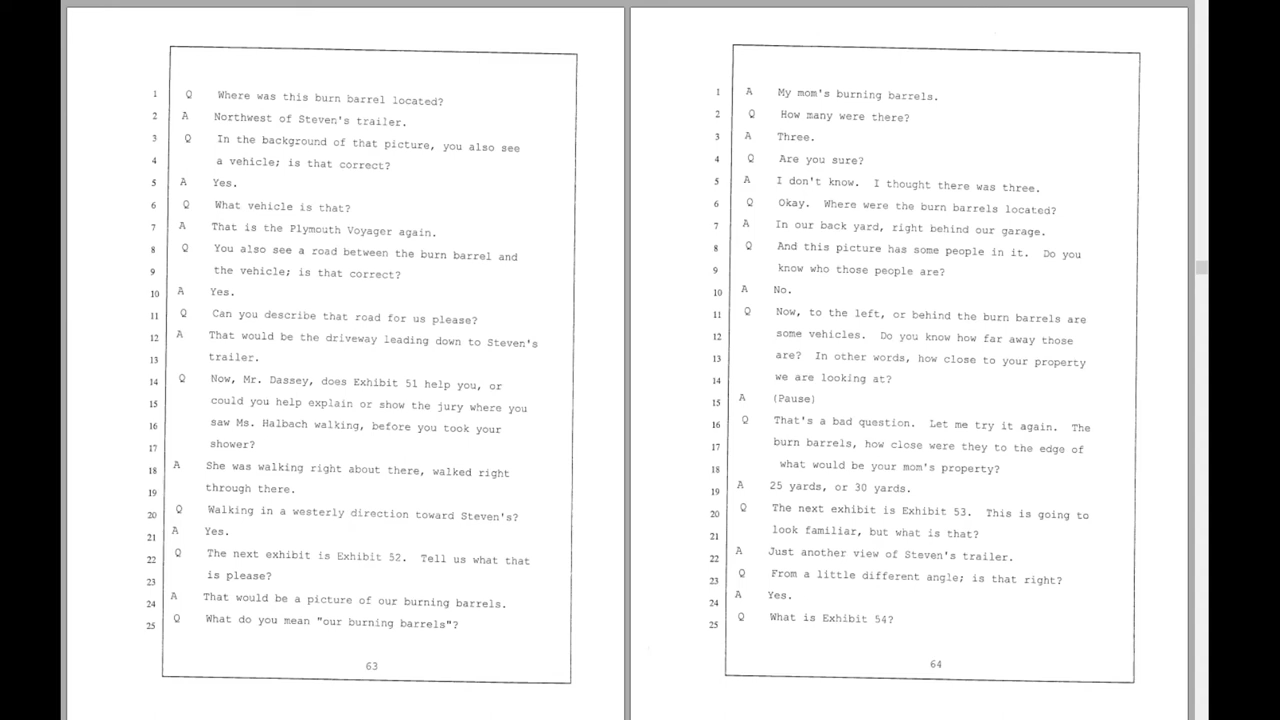 1 Q Where was this burn barrel located?
2 A Northwest of Steven's trailer.
3 Q In the background of that picture, you also see
4 a vehicle; is that correct?
5 A Yes.
6 Q What vehicle is that?
7 A That is the Plymouth Voyager again.
8 Q You also see a road between the burn barrel and
9 the vehicle; is that correct?
10 A Yes.
11 Q Can you describe that road for us please?
12 A That would be the driveway leading down to Steven's
13 trailer.
14 Q Now, Mr. Dassey, does Exhibit 51 help you, or
15 could you help explain or show the jury where you
16 saw Ms. Halbach walking, before you took your
17 shower?
18 A She was walking right about there, walked right
19 through there.
20 Q Walking in a westerly direction toward Steven's?
21 A Yes.
22 Q The next exhibit is Exhibit 52. Tell us what that
23 is please?
24 A That would be a picture of our burning barrels.
25 Q What do you mean "our burning barrels"?
63
1 A My mom's burning barrels.
2 Q How many were there?
3 A Three.
4 Q Are you sure?
5 A I don't know. I thought there was three.
6 Q Okay. Where were the burn barrels located?
7 A In our back yard, right behind our garage.
8 Q And this picture has some people in it. Do you
9 know who those people are?
10 A No.
11 Q Now, to the left, or behind the burn barrels are
12 some vehicles. Do you know how far away those
13 are? In other words, how close to your property
14 we are looking at?
15 A (Pause)
16 Q That's a bad question. Let me try it again. The
17 burn barrels, how close were they to the edge of
18 what would be your mom's property?
19 A 25 yards, or 30 yards.
20 Q The next exhibit is Exhibit 53. This is going to
21 look familiar, but what is that?
22 A Just another view of Steven's trailer.
23 Q From a little different angle; is that right?
24 A Yes.
25 Q What is Exhibit 54?
64